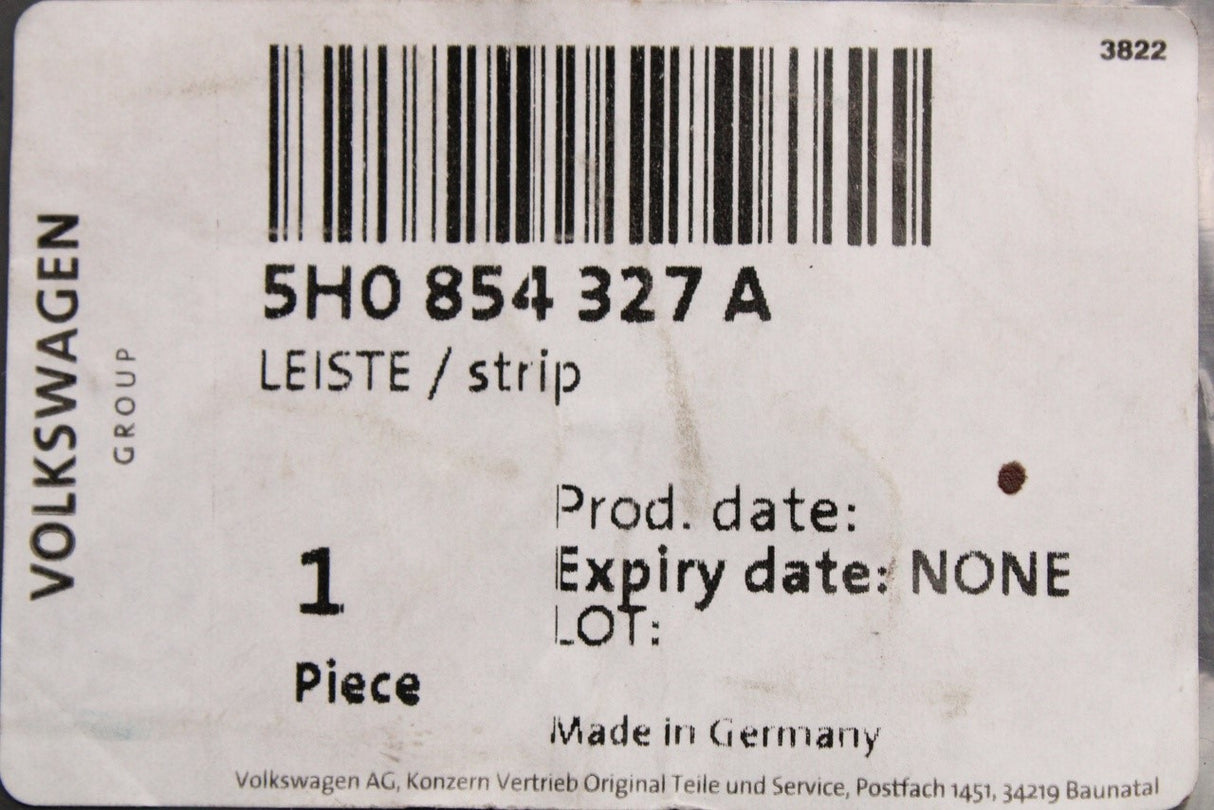 3822
VOLKSWAGEN
GROUP
5H0 854 327 A
LEISTE / strip
Prod. date:
Expiry date: NONE
LOT:
1
Piece
Made in Germany
Volkswagen AG, Konzern Vertrieb Original Teile und Service, Postfach 1451, 34219 Baunatal